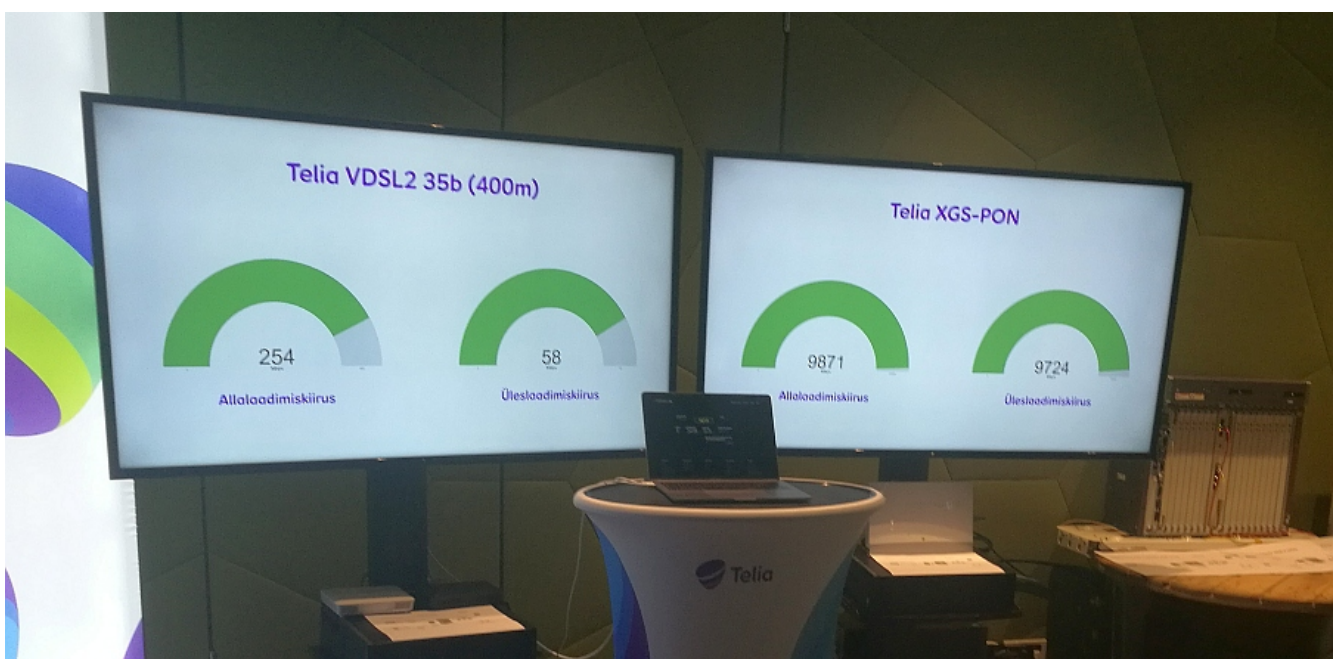 Telia VDSL2 35b (400m)
254
58
Allalaadimiskiirus
Üleslaadimiskiirus
Telia XGS-PON
9871
9724
Allalaadimiskiirus
Üleslaadimiskiirus
Telia